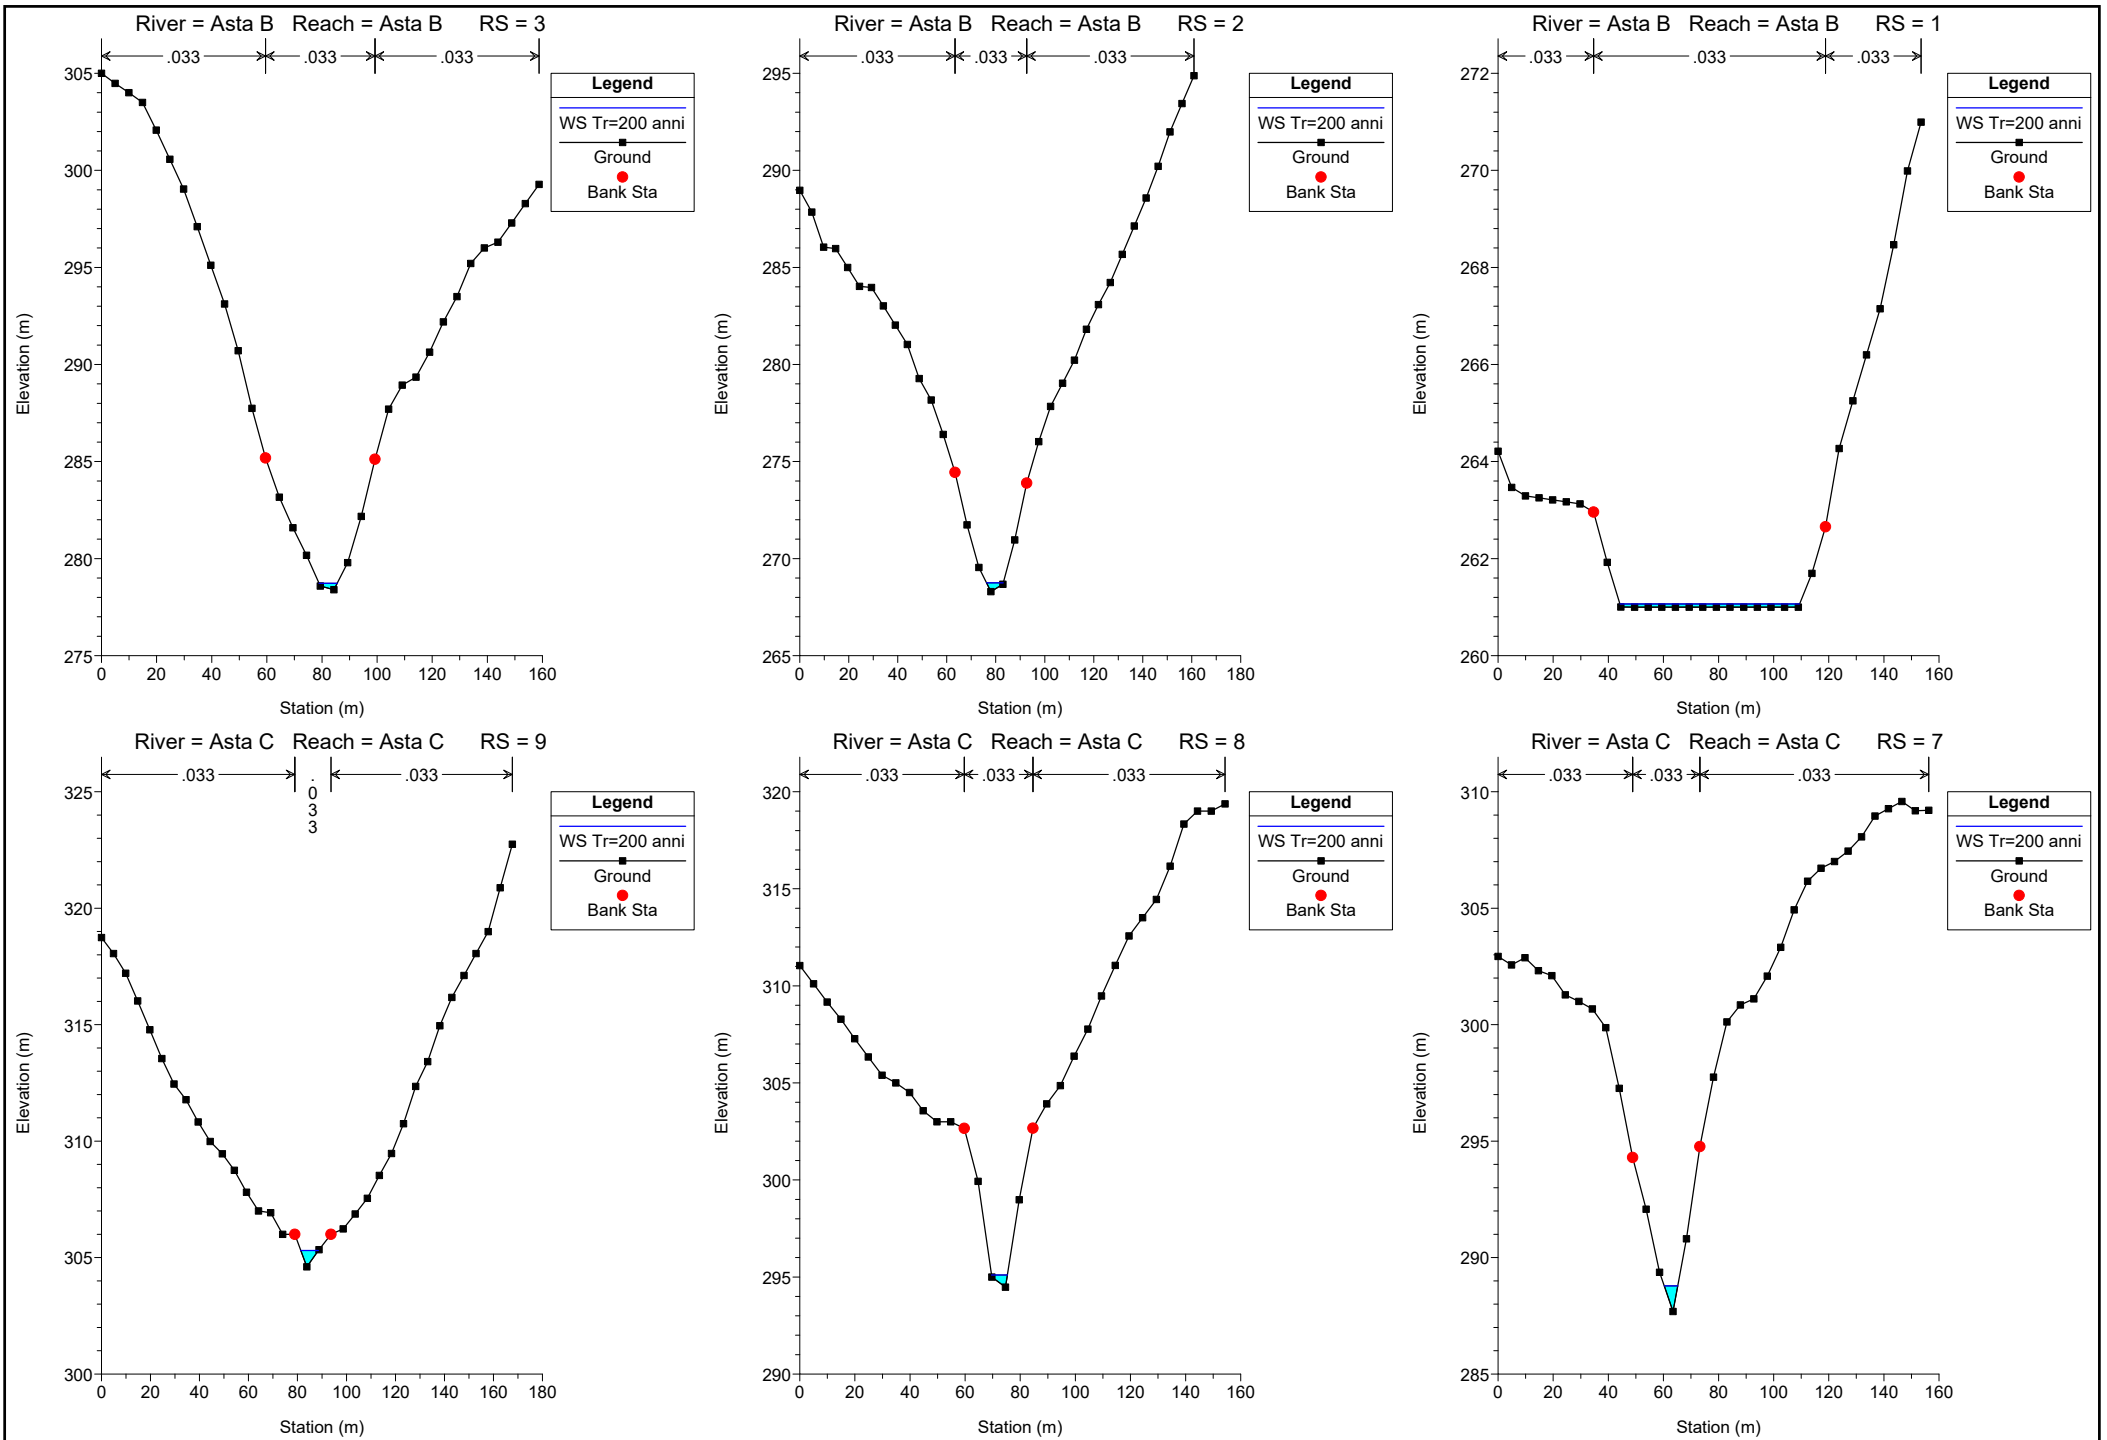 River = Asta B Reach = Asta B RS = 3
.033 .033 .033
Legend
WS Tr=200 anni
Ground
Bank Sta
305
300
295
290
285
280
275
0 20 40 60 80 100 120 140 160
Station (m)
Elevation (m)
River = Asta B Reach = Asta B RS = 2
.033 .033 .033
Legend
WS Tr=200 anni
Ground
Bank Sta
295
290
285
280
275
270
265
0 20 40 60 80 100 120 140 160 180
Station (m)
Elevation (m)
River = Asta B Reach = Asta B RS = 1
.033 .033 .033
Legend
WS Tr=200 anni
Ground
Bank Sta
272
270
268
266
264
262
260
0 20 40 60 80 100 120 140 160
Station (m)
Elevation (m)
River = Asta C Reach = Asta C RS = 9
.033 .033 .033
Legend
WS Tr=200 anni
Ground
Bank Sta
325
320
315
310
305
300
0 20 40 60 80 100 120 140 160 180
Station (m)
Elevation (m)
River = Asta C Reach = Asta C RS = 8
.033 .033 .033
Legend
WS Tr=200 anni
Ground
Bank Sta
320
315
310
305
300
295
290
0 20 40 60 80 100 120 140 160
Station (m)
Elevation (m)
River = Asta C Reach = Asta C RS = 7
.033 .033 .033
Legend
WS Tr=200 anni
Ground
Bank Sta
310
305
300
295
290
285
0 20 40 60 80 100 120 140 160
Station (m)
Elevation (m)